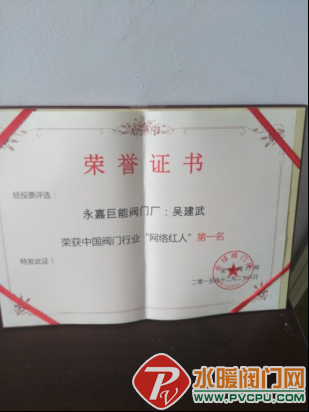 荣誉证书
经投票评选：
永嘉巨能阀门厂：吴建武
荣获中国阀门行业“网络红人”第一名
特发此证！
水暖阀门网
WWW.PVCPU.COM